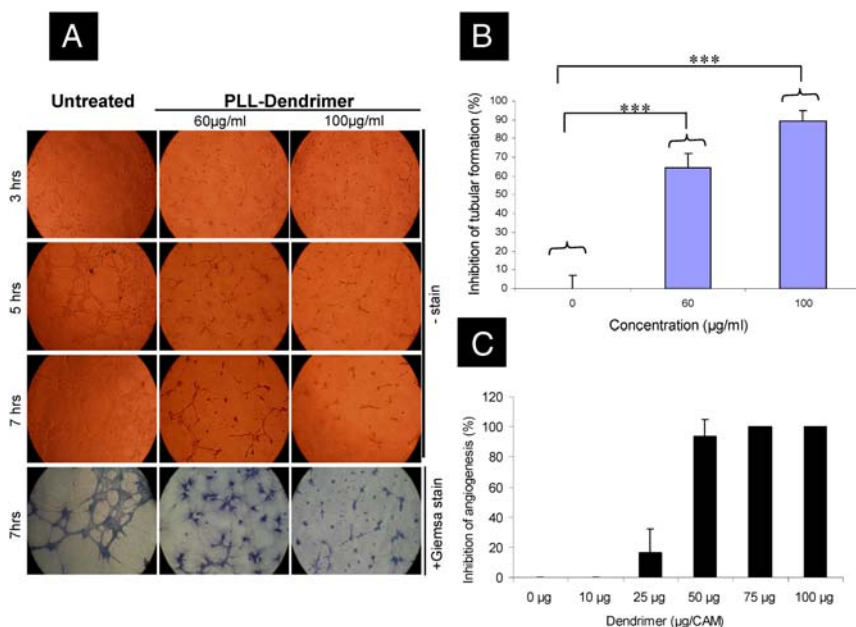 A
Untreated
PLL-Dendrimer
60µg/ml
100µg/ml
3 hrs
5 hrs
7 hrs
7hrs
- stain
+Giemsa stain
B
***
***
Inhibition of tubular formation (%)
100
90
80
70
60
50
40
30
20
10
0
0
60
100
Concentration (µg/ml)
C
Inhibition of angiogenesis (%)
120
100
80
60
40
20
0
0 µg
10 µg
25 µg
50 µg
75 µg
100 µg
Dendrimer (µg/CAM)